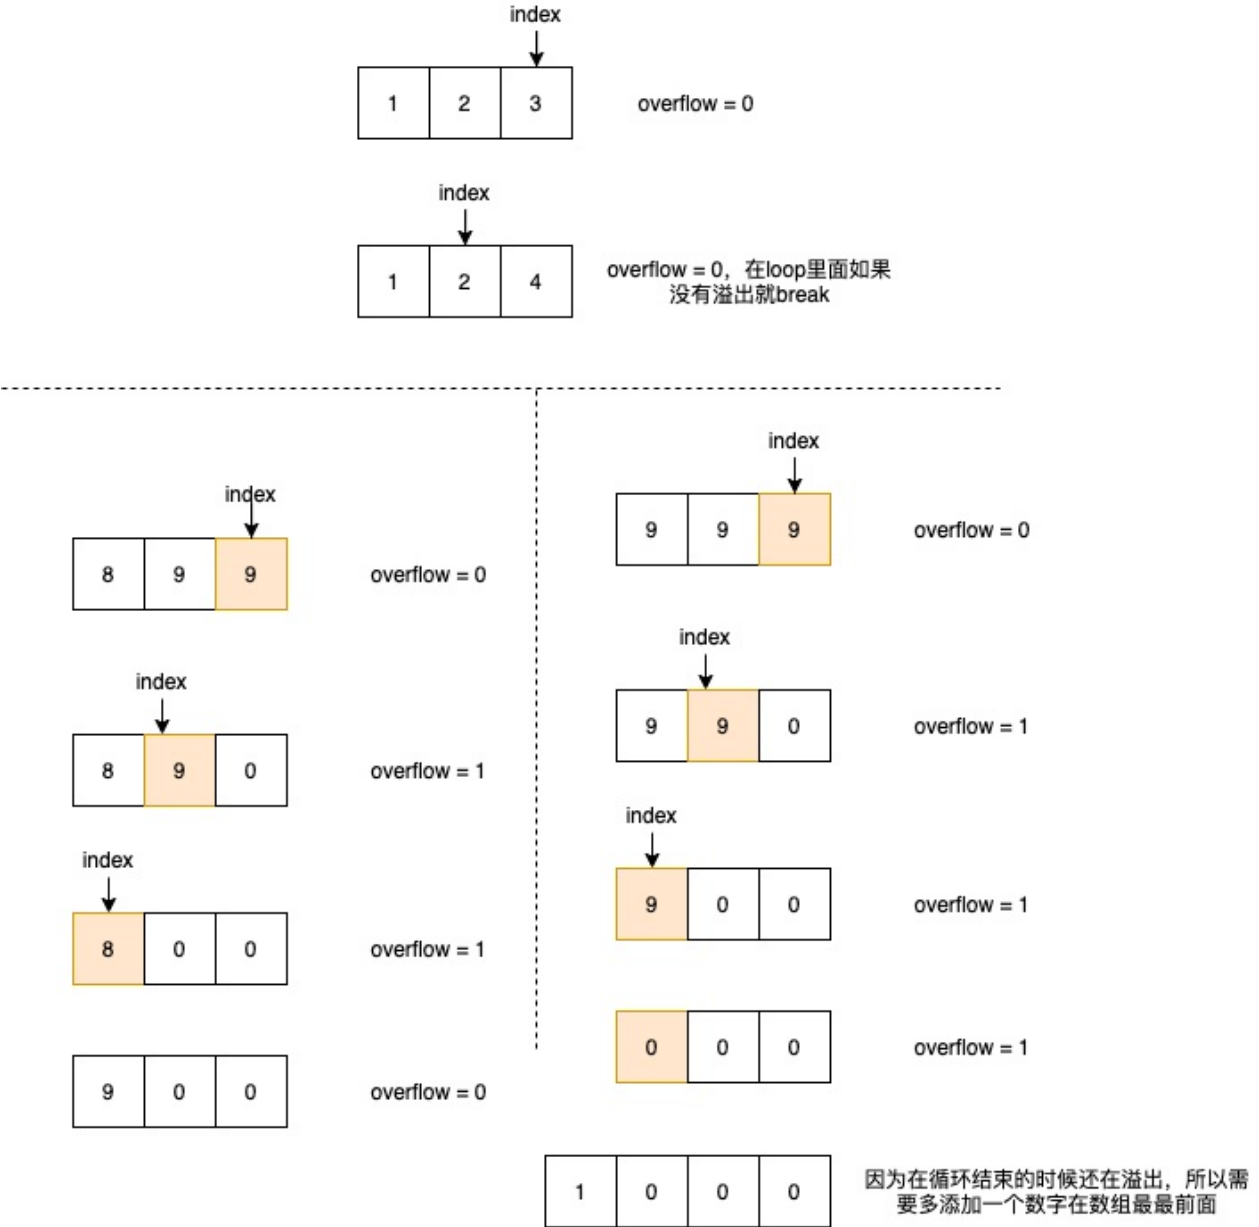 index
1 2 3
overflow = 0
index
1 2 4
overflow = 0，在loop里面如果
没有溢出就break
index
8 9 9
overflow = 0
index
8 9 0
overflow = 1
index
8 0 0
overflow = 1
9 0 0
overflow = 0
index
9 9 9
overflow = 0
index
9 9 0
overflow = 1
index
9 0 0
overflow = 1
0 0 0
overflow = 1
1 0 0 0
因为在循环结束的时候还在溢出，所以需
要多添加一个数字在数组最最前面